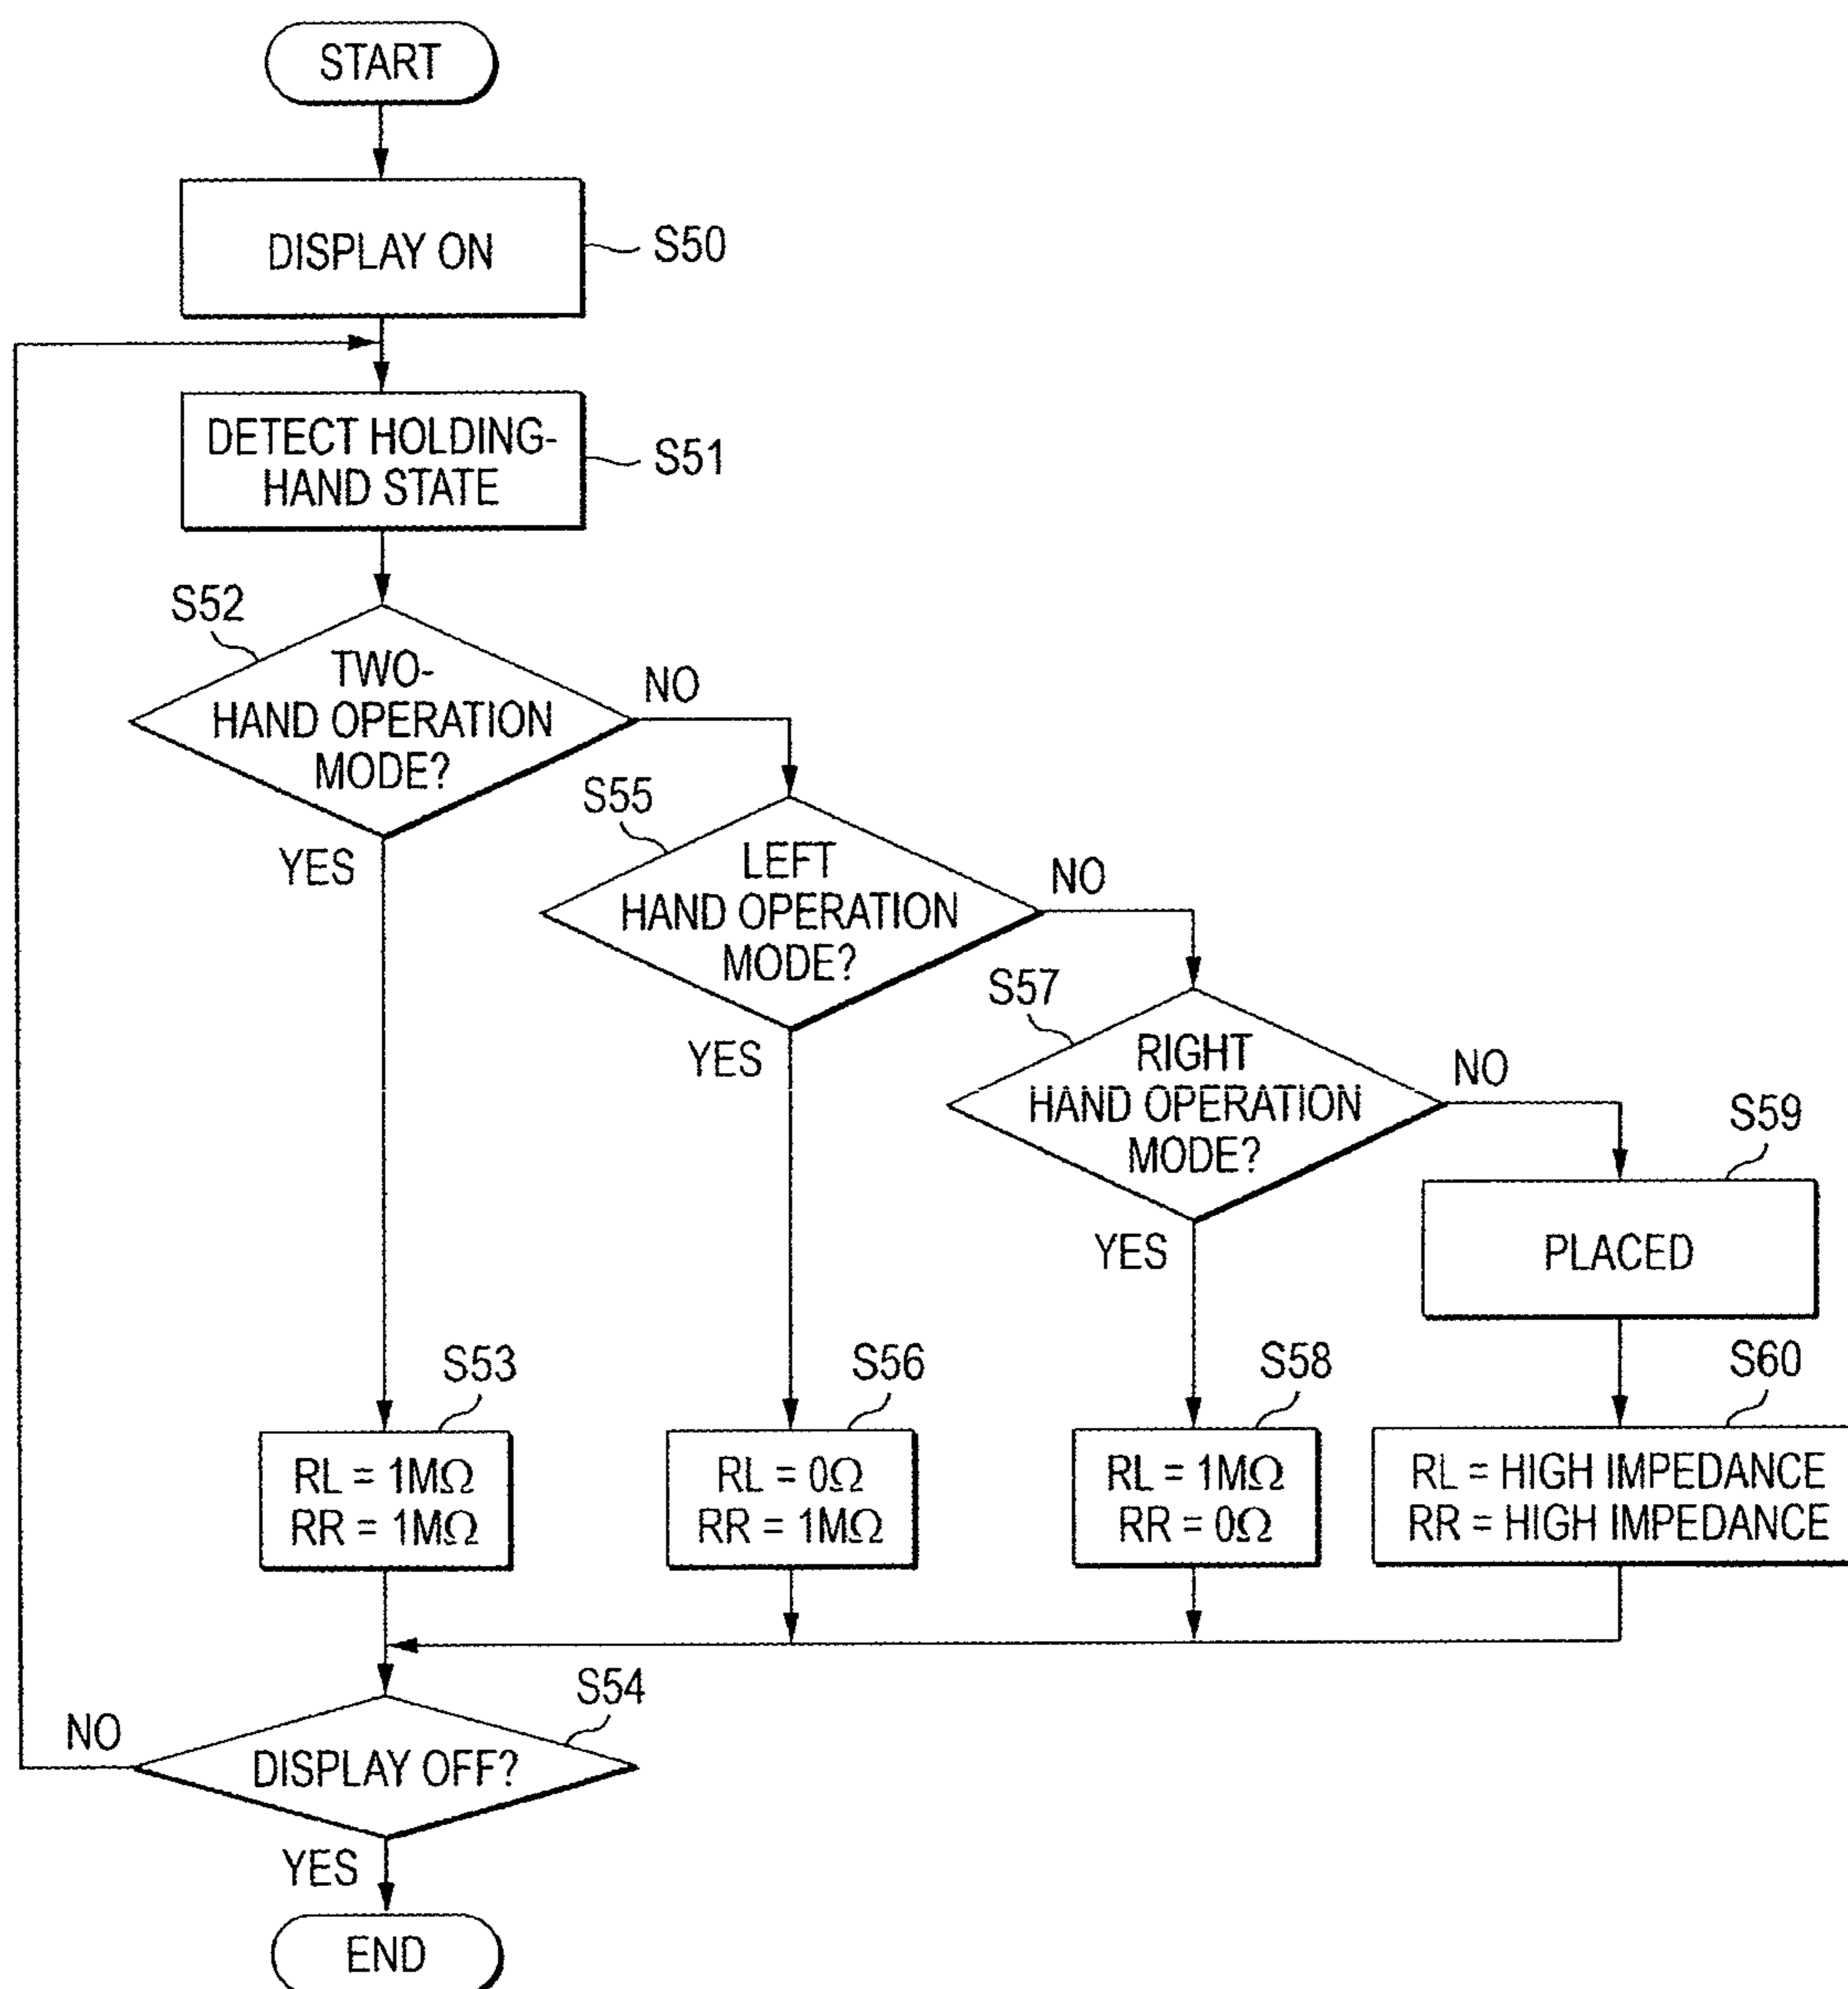 START
DISPLAY ON
S50
DETECT HOLDING-
HAND STATE
S51
S52
TWO-
HAND OPERATION
MODE?
NO
YES
S55
LEFT
HAND OPERATION
MODE?
NO
YES
S57
RIGHT
HAND OPERATION
MODE?
NO
YES
S59
PLACED
S53
RL = 1MΩ
RR = 1MΩ
S56
RL = 0Ω
RR = 1MΩ
S58
RL = 1MΩ
RR = 0Ω
S60
RL = HIGH IMPEDANCE
RR = HIGH IMPEDANCE
S54
DISPLAY OFF?
NO
YES
END